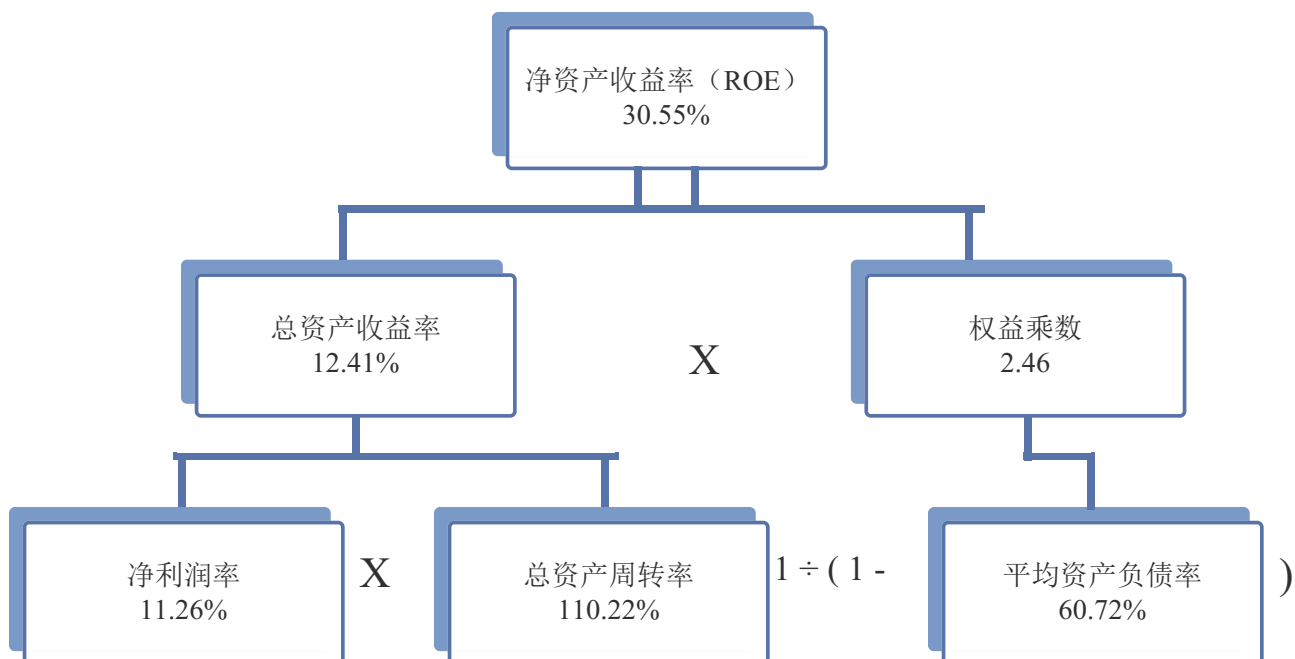 净资产收益率（ROE）
30.55%
总资产收益率
12.41%
X
权益乘数
2.46
净利润率
11.26%
X
总资产周转率
110.22%
1 ÷ ( 1 -
平均资产负债率
60.72%
)